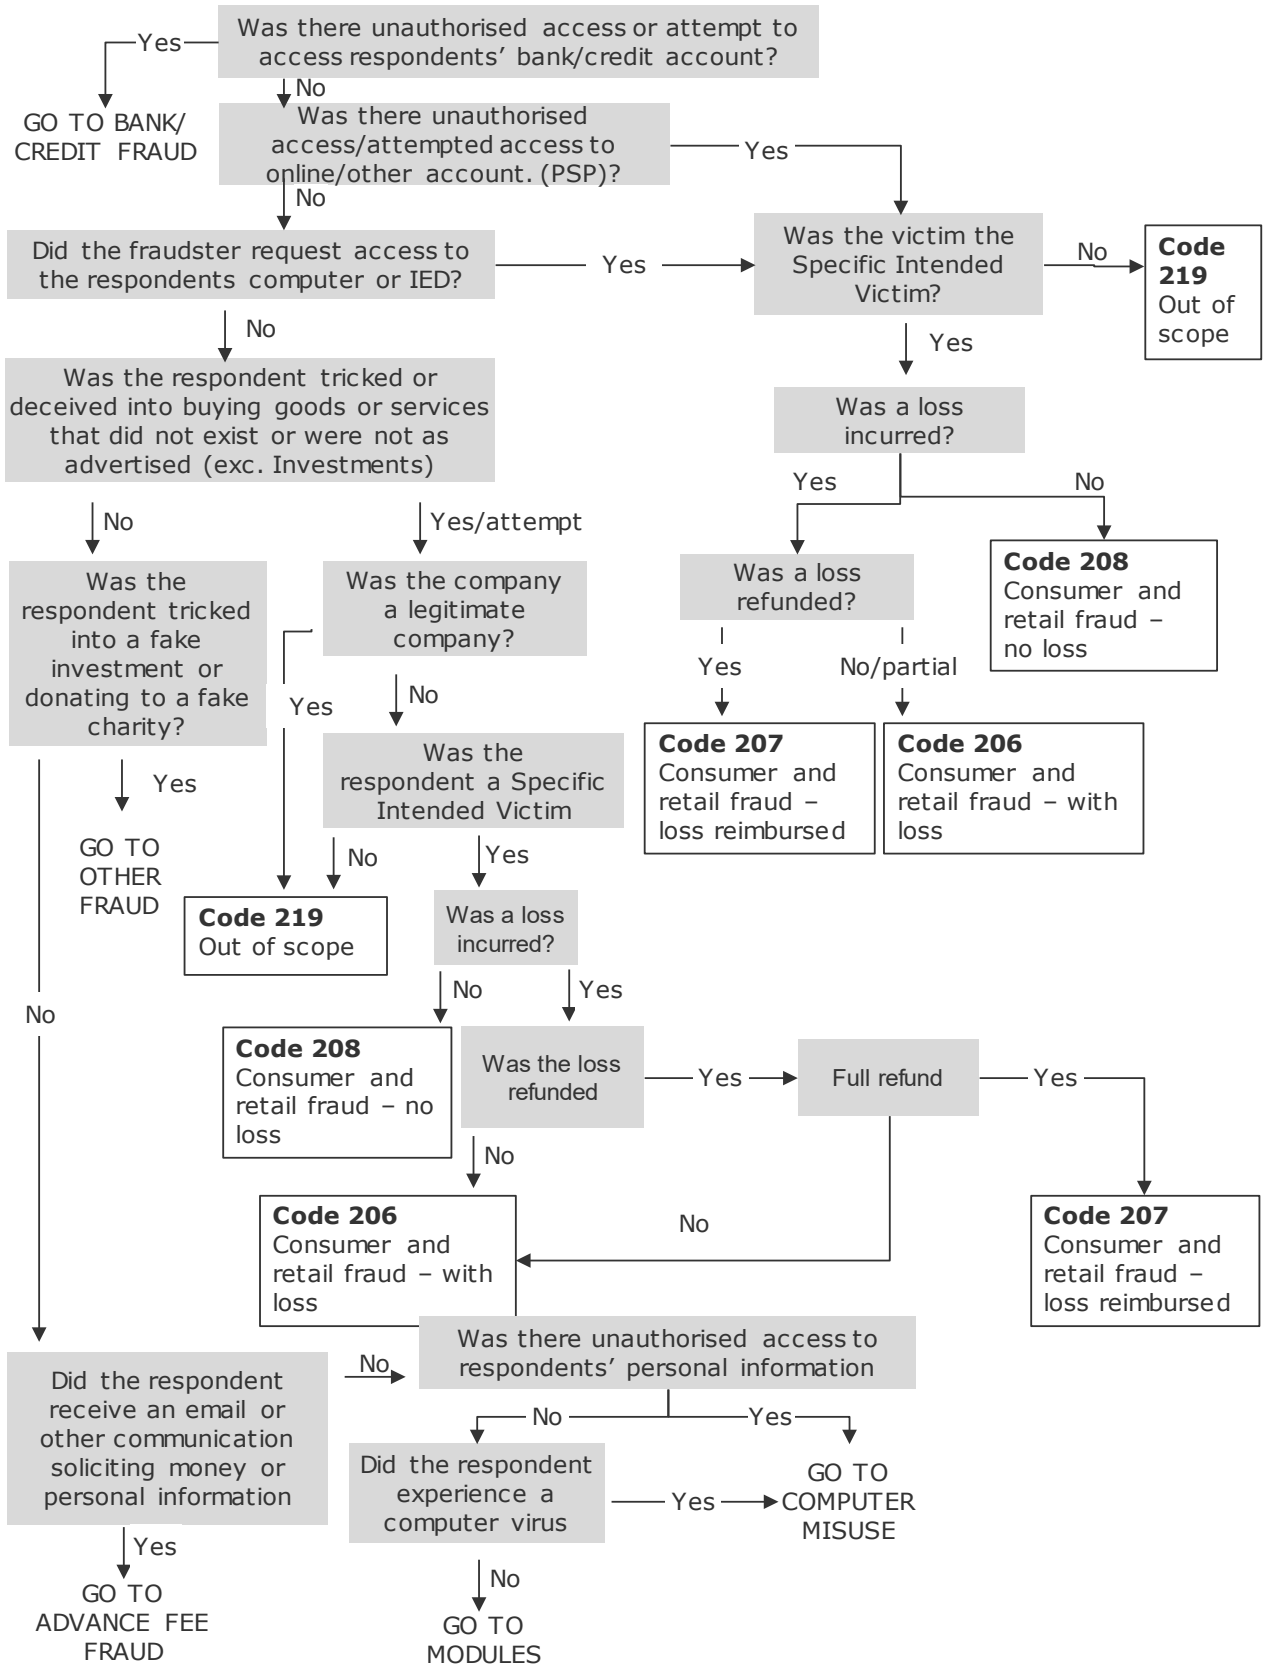 Was there unauthorised access or attempt to
access respondents' bank/credit account?
Yes
No
GO TO BANK/
CREDIT FRAUD
Was there unauthorised
access/attempted access to
online/other account. (PSP)?
Yes
No
Did the fraudster request access to
the respondents computer or IED?
Yes
Was the victim the
Specific Intended
Victim?
No
Code
219
Out of
scope
No
Yes
Was the respondent tricked or
deceived into buying goods or services
that did not exist or were not as
advertised (exc. Investments)
Was a loss
incurred?
Yes
No
No
Yes/attempt
Code 208
Consumer and
retail fraud –
no loss
Was a loss
refunded?
Yes
No/partial
Code 207
Consumer and
retail fraud –
loss reimbursed
Code 206
Consumer and
retail fraud – with
loss
Was the
respondent tricked
into a fake
investment or
donating to a fake
charity?
Was the company
a legitimate
company?
Yes
No
Yes
GO TO
OTHER
FRAUD
Was the
respondent a Specific
Intended Victim
No
Yes
Code 219
Out of scope
Was a loss
incurred?
No
No
Yes
Code 208
Consumer and
retail fraud – no
loss
Was the loss
refunded
Yes
Full refund
Yes
No
Code 206
Consumer and
retail fraud – with
loss
No
Code 207
Consumer and
retail fraud –
loss reimbursed
Did the respondent
receive an email or
other communication
soliciting money or
personal information
No
Was there unauthorised access to
respondents' personal information
No
Yes
Did the respondent
experience a
computer virus
Yes
GO TO
COMPUTER
MISUSE
Yes
GO TO
ADVANCE FEE
FRAUD
No
GO TO
MODULES